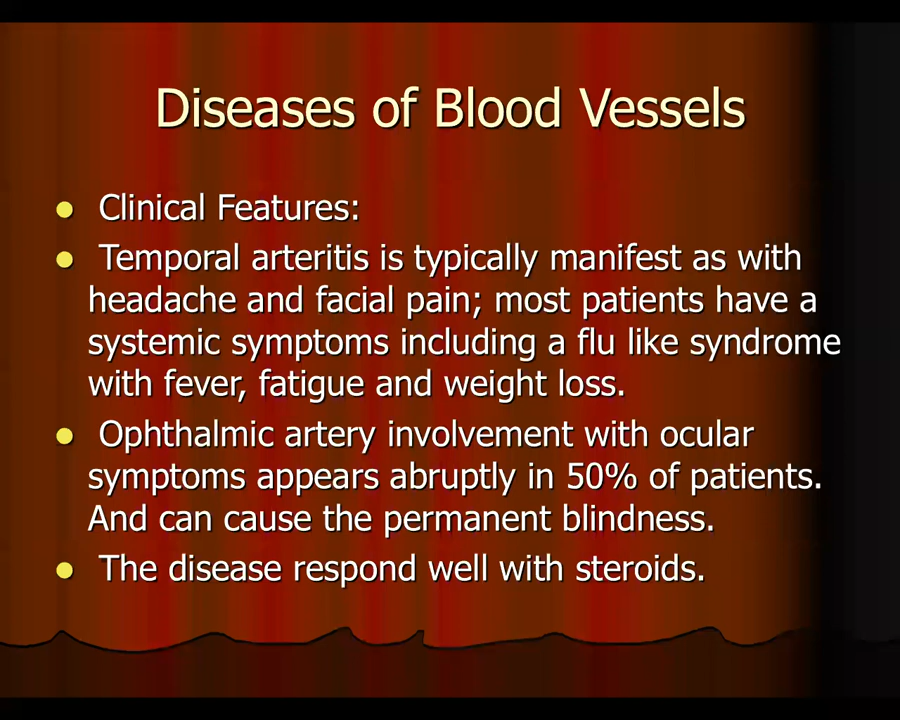 Diseases of Blood Vessels
• Clinical Features:
• Temporal arteritis is typically manifest as with
headache and facial pain; most patients have a
systemic symptoms including a flu like syndrome
with fever, fatigue and weight loss.
• Ophthalmic artery involvement with ocular
symptoms appears abruptly in 50% of patients.
And can cause the permanent blindness.
• The disease respond well with steroids.